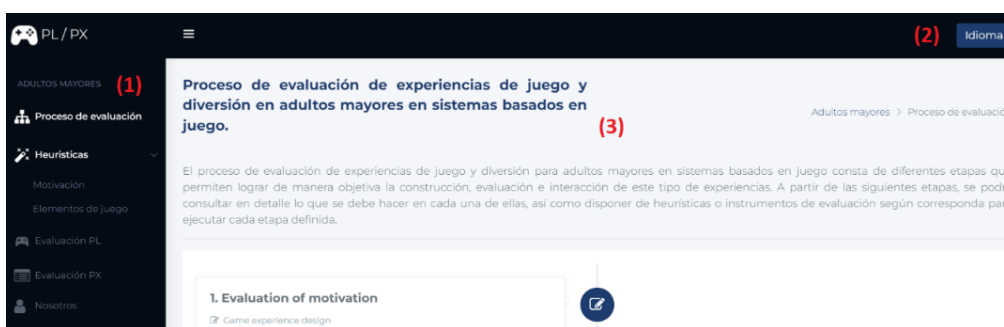 PL / PX
(2) Idioma
ADULTOS MAYORES (1)
Proceso de evaluación
Heurísticas
Motivación
Elementos de juego
Evaluación PL
Evaluación PX
Nosotros
Proceso de evaluación de experiencias de juego y
diversión en adultos mayores en sistemas basados en
juego.
(3)
Adultos mayores > Proceso de evaluació
El proceso de evaluación de experiencias de juego y diversión para adultos mayores en sistemas basados en juego consta de diferentes etapas qu
permiten lograr de manera objetiva la construcción, evaluación e interacción de este tipo de experiencias. A partir de las siguientes etapas, se podr
consultar en detalle lo que se debe hacer en cada una de ellas, así como disponer de heurísticas o instrumentos de evaluación según corresponda par
ejecutar cada etapa definida.
1. Evaluation of motivation
Game experience design